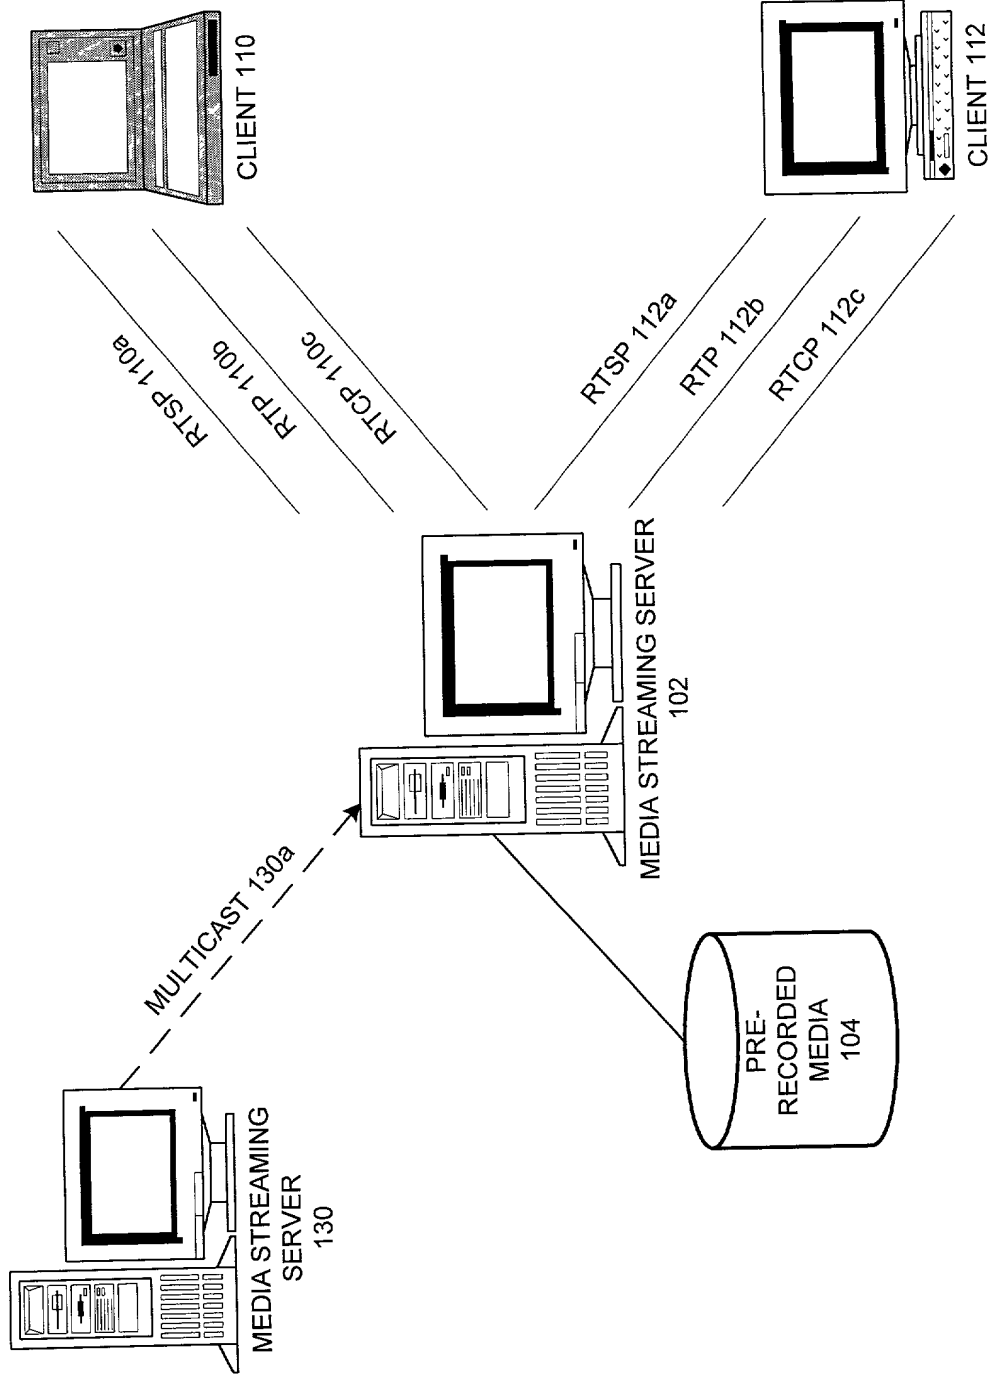 CLIENT 110
RTSP 110a
RTP 110b
RTCP 110c
MULTICAST 130a
MEDIA STREAMING
SERVER
130
MEDIA STREAMING SERVER
102
RTSP 112a
RTP 112b
RTCP 112c
PRE-
RECORDED
MEDIA
104
CLIENT 112